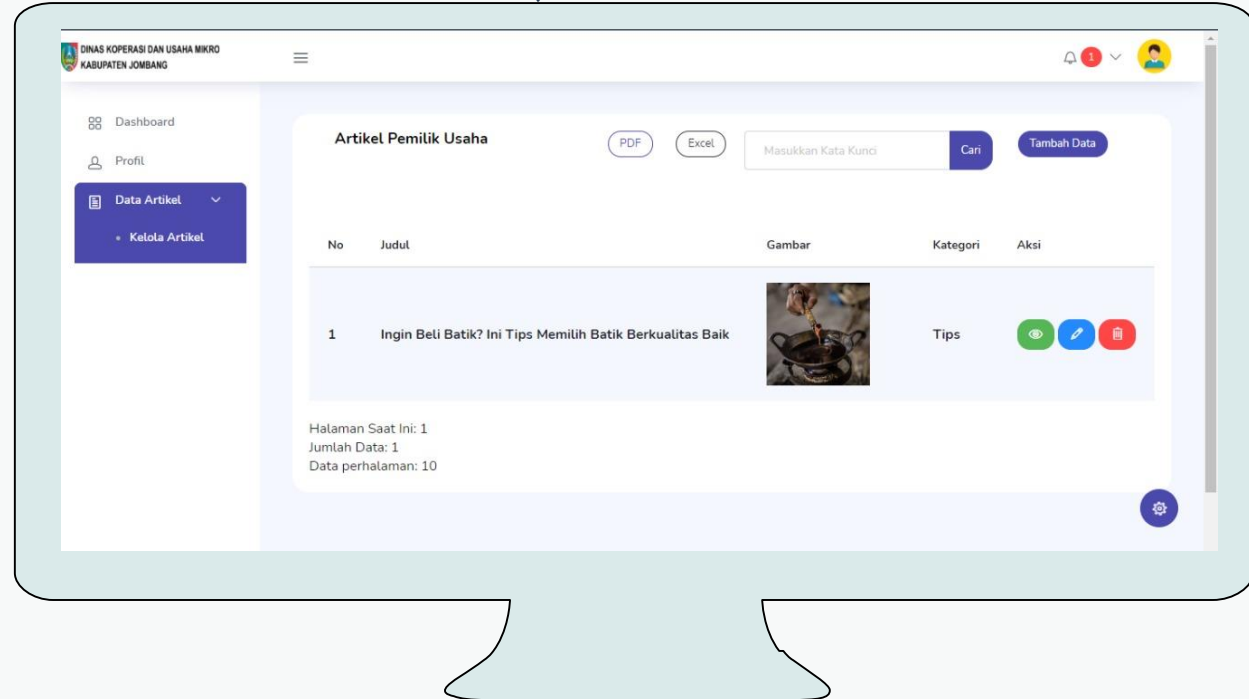 DINAS KOPERASI DAN USAHA MIKRO
KABUPATEN JOMBANG
1
Dashboard
Profil
Data Artikel
Kelola Artikel
Artikel Pemilik Usaha
PDF
Excel
Masukkan Kata Kunci
Cari
Tambah Data
No Judul Gambar Kategori Aksi
1 Ingin Beli Batik? Ini Tips Memilih Batik Berkualitas Baik Tips
Halaman Saat Ini: 1
Jumlah Data: 1
Data perhalaman: 10